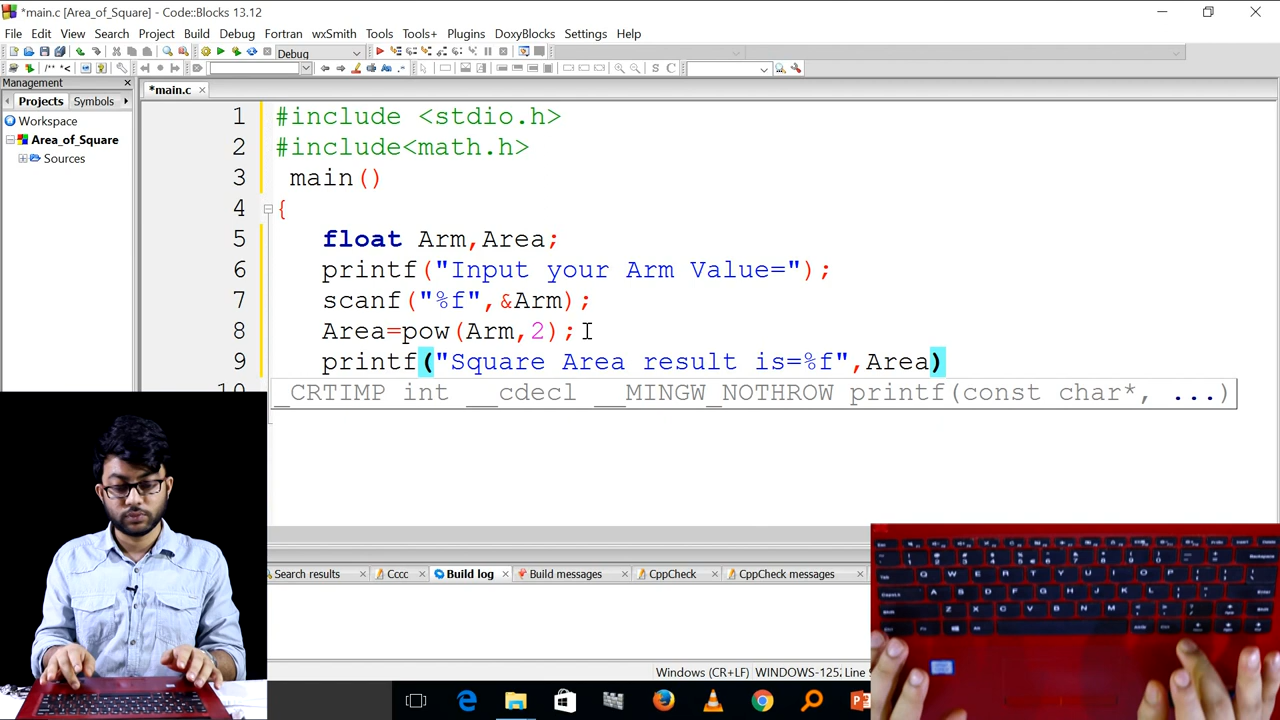 *main.c [Area_of_Square] - Code::Blocks 13.12
File Edit View Search Project Build Debug Fortran wxSmith Tools Tools+ Plugins DoxyBlocks Settings Help
Debug
/** *<
S C
Management
Projects Symbols
*main.c
Workspace
Area_of_Square
Sources
1 #include <stdio.h>
2 #include<math.h>
3 main()
4 {
5 float Arm,Area;
6 printf("Input your Arm Value=");
7 scanf("%f",&Arm);
8 Area=pow(Arm,2);
9 printf("Square Area result is=%f",Area)
_CRTIMP int __cdecl __MINGW_NOTHROW printf(const char*, ...)
Search results Cccc Build log Build messages CppCheck CppCheck messages
Windows (CR+LF) WINDOWS-125
Q W E R T Y U I O P
A S D F G H J K L
Z X C V B N M